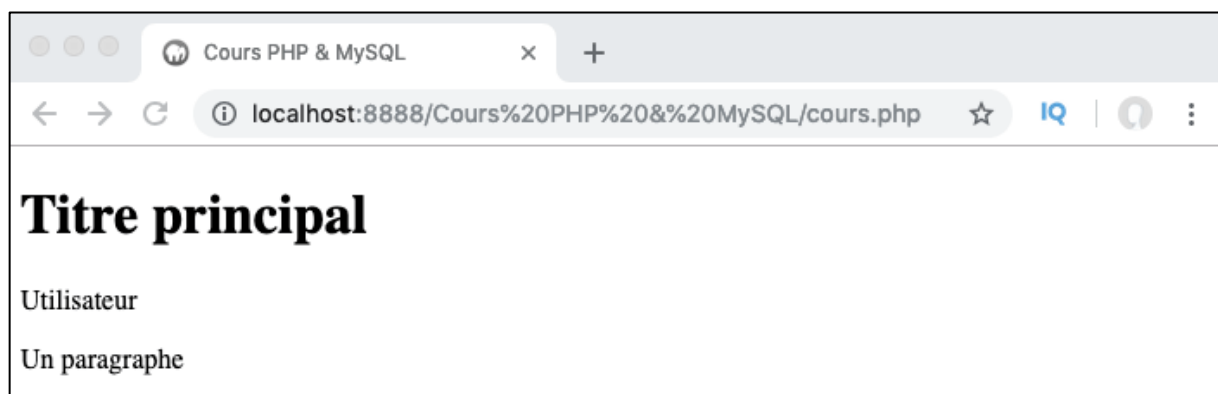 Cours PHP & MySQL
localhost:8888/Cours%20PHP%20&%20MySQL/cours.php
IQ
Titre principal
Utilisateur
Un paragraphe